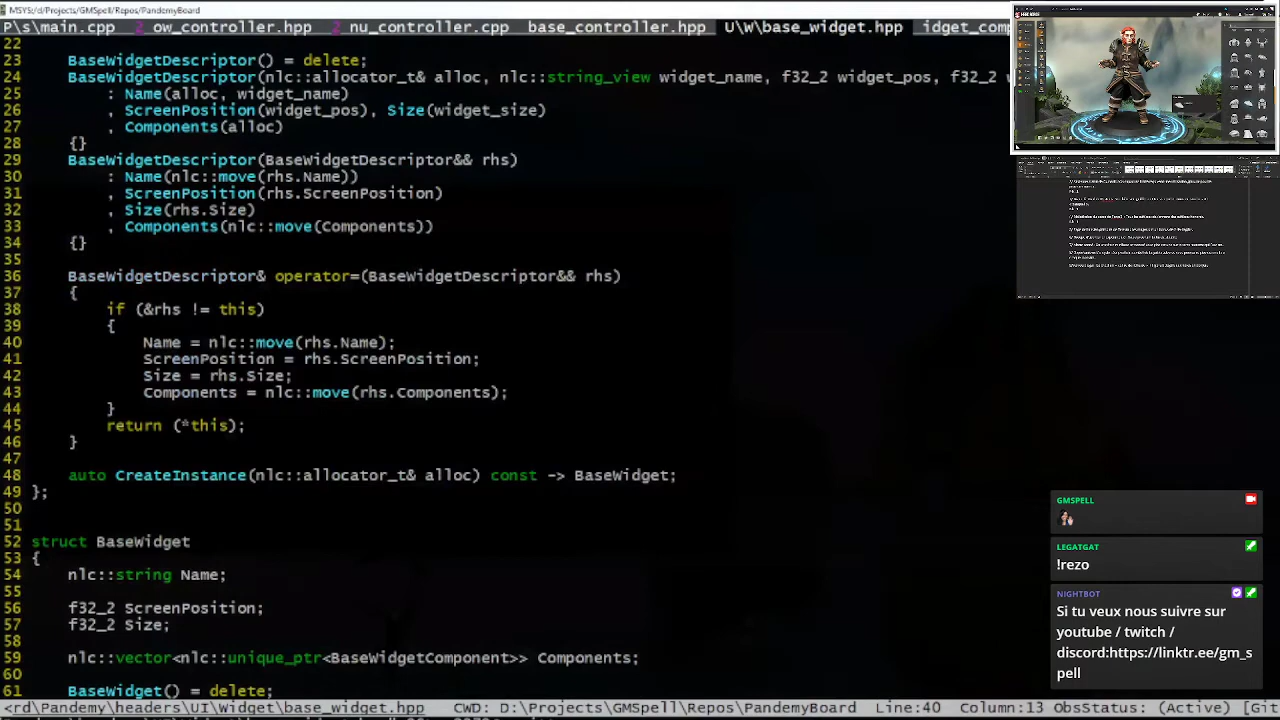 MSYS:/d/Projects/GMSpell/Repos/PandemyBoard
P\s\main.cpp  2 ow_controller.hpp  2 nu_controller.cpp  base_controller.hpp  U\W\base_widget.hpp  idget_comp
22
23 BaseWidgetDescriptor() = delete;
24 BaseWidgetDescriptor(nlc::allocator_t& alloc, nlc::string_view widget_name, f32_2 widget_pos, f32_2 w
25 : Name(alloc, widget_name)
26 , ScreenPosition(widget_pos), Size(widget_size)
27 , Components(alloc)
28 {}
29 BaseWidgetDescriptor(BaseWidgetDescriptor&& rhs)
30 : Name(nlc::move(rhs.Name))
31 , ScreenPosition(rhs.ScreenPosition)
32 , Size(rhs.Size)
33 , Components(nlc::move(Components))
34 {}
35
36 BaseWidgetDescriptor& operator=(BaseWidgetDescriptor&& rhs)
37 {
38 if (&rhs != this)
39 {
40 Name = nlc::move(rhs.Name);
41 ScreenPosition = rhs.ScreenPosition;
42 Size = rhs.Size;
43 Components = nlc::move(rhs.Components);
44 }
45 return (*this);
46 }
47
48 auto CreateInstance(nlc::allocator_t& alloc) const -> BaseWidget;
49 };
50
51
52 struct BaseWidget
53 {
54 nlc::string Name;
55
56 f32_2 ScreenPosition;
57 f32_2 Size;
58
59 nlc::vector<nlc::unique_ptr<BaseWidgetComponent>> Components;
60
61 BaseWidget() = delete;
<rd\Pandemy\headers\UI\Widget\base_widget.hpp  CWD: D:\Projects\GMSpell\Repos\PandemyBoard  Line:40  Column:13  ObsStatus: (Active)  [Git
GMSPELL
LEGATGAT
!rezo
NIGHTBOT
Si tu veux nous suivre sur
youtube / twitch /
discord:https://linktr.ee/gm_s
pell